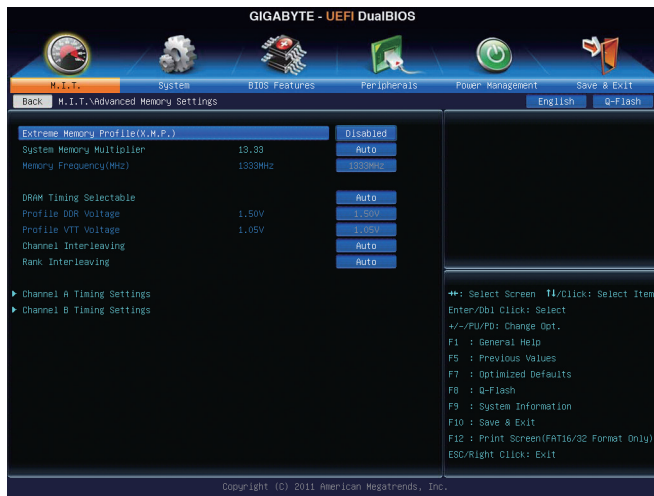 GIGABYTE - UEFI DualBIOS
M.I.T. System BIOS Features Peripherals Power Management Save & Exit
Back M.I.T.\Advanced Memory Settings English Q-Flash
Extreme Memory Profile(X.M.P.) Disabled
System Memory Multiplier 13.33 Auto
Memory Frequency(MHz) 1333MHz 1333MHz
DRAM Timing Selectable Auto
Profile DDR Voltage 1.50V 1.50V
Profile VTT Voltage 1.05V 1.05V
Channel Interleaving Auto
Rank Interleaving Auto
Channel A Timing Settings
Channel B Timing Settings
→←: Select Screen ↑↓/Click: Select Item
Enter/Dbl Click: Select
+/-/PU/PD: Change Opt.
F1 : General Help
F5 : Previous Values
F7 : Optimized Defaults
F8 : Q-Flash
F9 : System Information
F10 : Save & Exit
F12 : Print Screen(FAT16/32 Format Only)
ESC/Right Click: Exit
Copyright (C) 2011 American Megatrends, Inc.